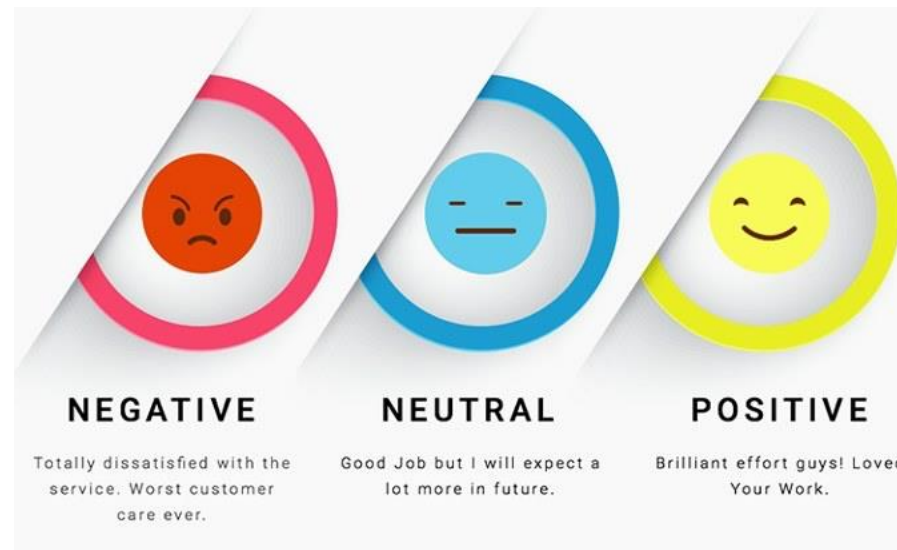 NEGATIVE
Totally dissatisfied with the
service. Worst customer
care ever.
NEUTRAL
Good Job but I will expect a
lot more in future.
POSITIVE
Brilliant effort guys! Loved
Your Work.